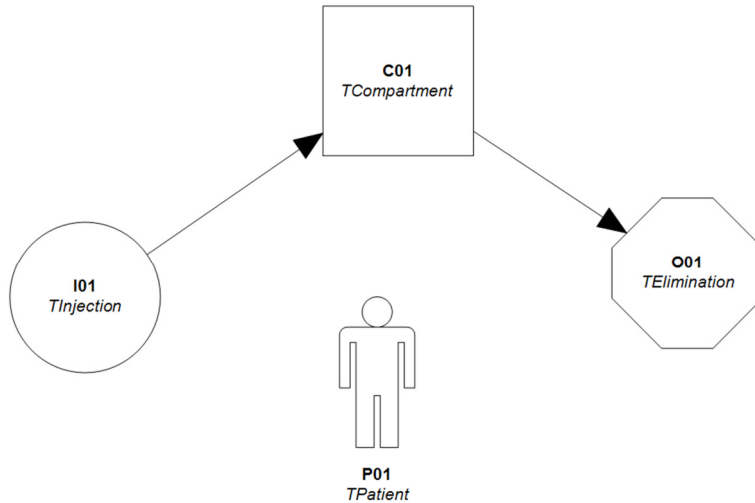 C01
TCompartment
I01
TInjection
O01
TElimination
P01
TPatient